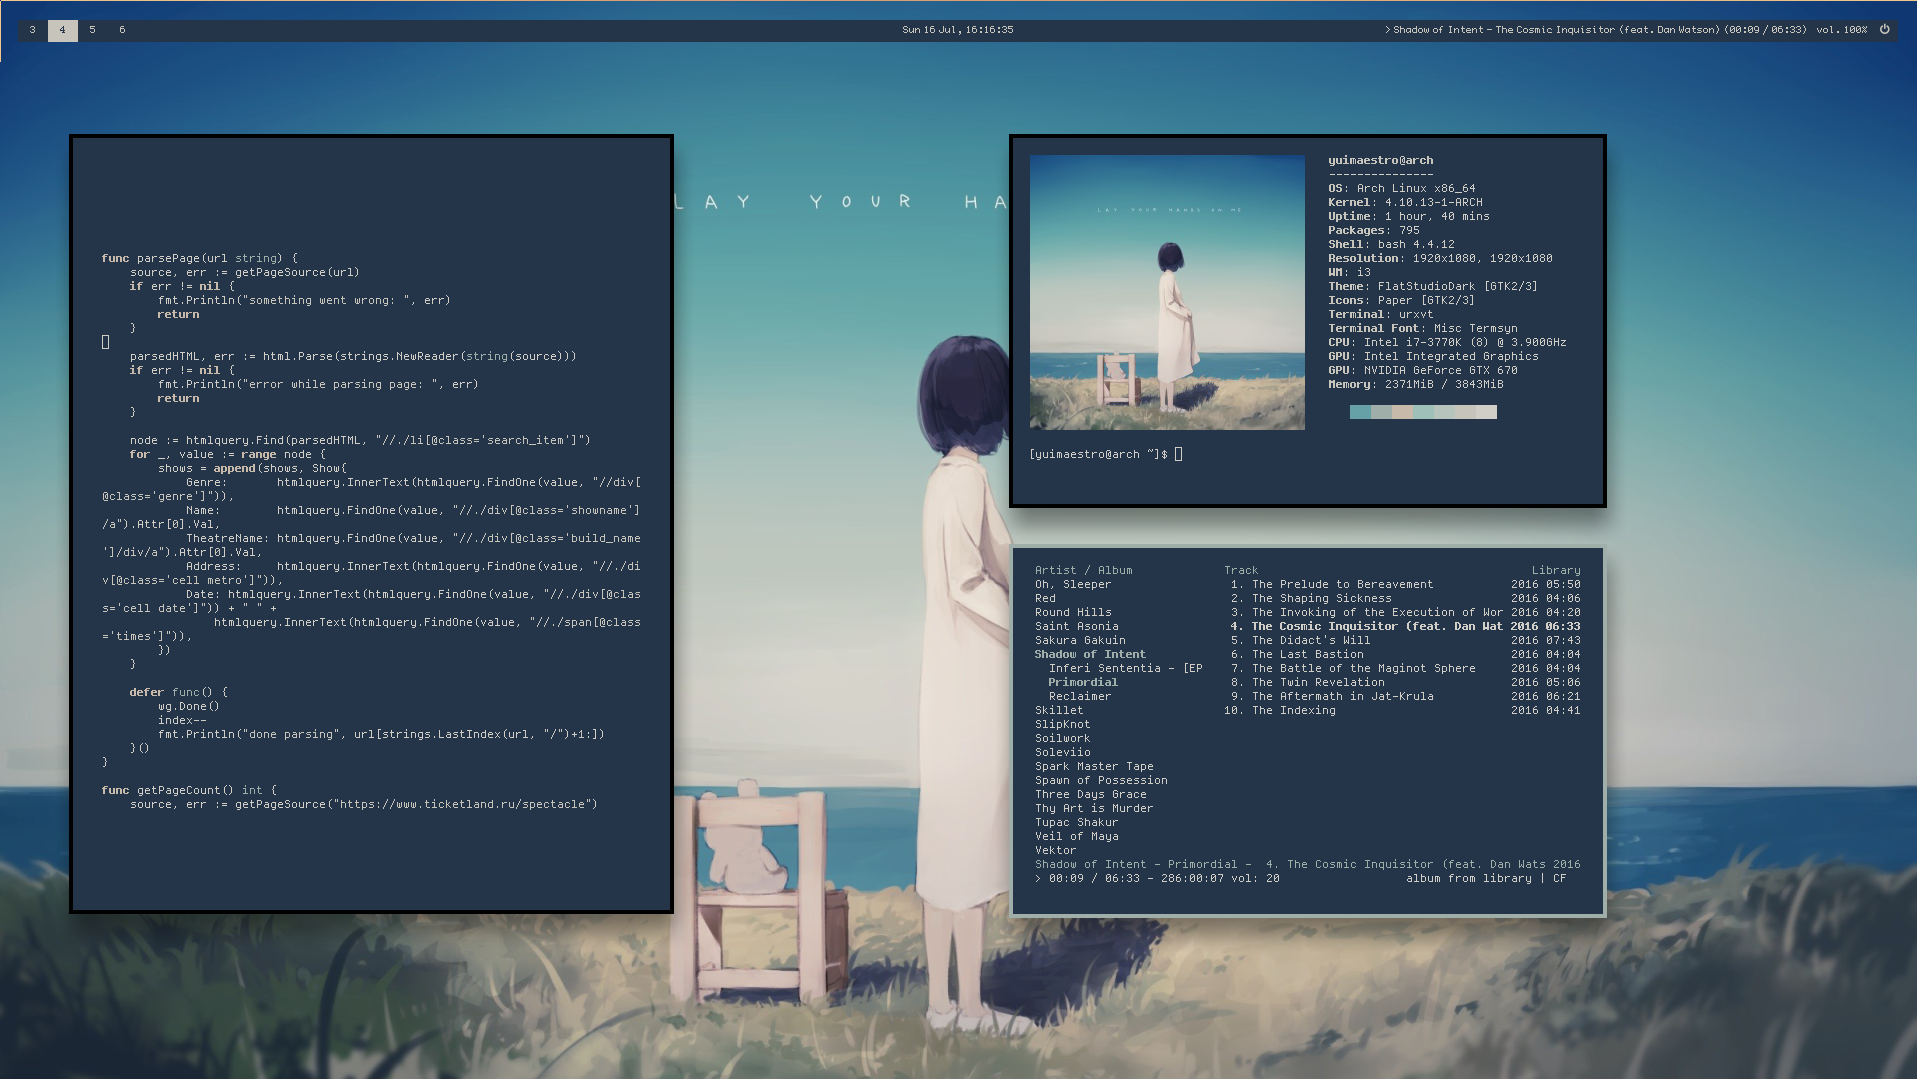 3 4 5 6
Sun 16 Jul, 16:16:35
> Shadow of Intent - The Cosmic Inquisitor (feat. Dan Watson) (00:09 / 06:33) vol. 100%
LAY YOUR HA
func parsePage(url string) {
source, err := getPageSource(url)
if err != nil {
fmt.Println("something went wrong: ", err)
return
}
parsedHTML, err := html.Parse(strings.NewReader(string(source)))
if err != nil {
fmt.Println("error while parsing page: ", err)
return
}
node := htmlquery.Find(parsedHTML, "//./li[@class='search_item']")
for _, value := range node {
shows = append(shows, Show{
Genre: htmlquery.InnerText(htmlquery.FindOne(value, "//div[
@class='genre']")),
Name: htmlquery.FindOne(value, "//./div[@class='showname']
/a").Attr[0].Val,
TheatreName: htmlquery.FindOne(value, "//./div[@class='build_name
']/div/a").Attr[0].Val,
Address: htmlquery.InnerText(htmlquery.FindOne(value, "//./di
v[@class='cell metro']")),
Date: htmlquery.InnerText(htmlquery.FindOne(value, "//./div[@clas
s='cell date']")) + " " +
htmlquery.InnerText(htmlquery.FindOne(value, "//./span[@class
='times']")),
})
}
defer func() {
wg.Done()
index--
fmt.Println("done parsing", url[strings.LastIndex(url, "/")+1:])
}()
}
func getPageCount() int {
source, err := getPageSource("https://www.ticketland.ru/spectacle")
LAY YOUR HANDS ON ME
yuimaestro@arch
---------------
OS: Arch Linux x86_64
Kernel: 4.10.13-1-ARCH
Uptime: 1 hour, 40 mins
Packages: 795
Shell: bash 4.4.12
Resolution: 1920x1080, 1920x1080
WM: i3
Theme: FlatStudioDark [GTK2/3]
Icons: Paper [GTK2/3]
Terminal: urxvt
Terminal Font: Misc Termsyn
CPU: Intel i7-3770K (8) @ 3.900GHz
GPU: Intel Integrated Graphics
GPU: NVIDIA GeForce GTX 670
Memory: 2371MiB / 3843MiB
[yuimaestro@arch ~]$
Artist / Album Track Library
Oh, Sleeper 1. The Prelude to Bereavement 2016 05:50
Red 2. The Shaping Sickness 2016 04:06
Round Hills 3. The Invoking of the Execution of Wor 2016 04:20
Saint Asonia 4. The Cosmic Inquisitor (feat. Dan Wat 2016 06:33
Sakura Gakuin 5. The Didact's Will 2016 07:43
Shadow of Intent 6. The Last Bastion 2016 04:04
Inferi Sententia - [EP 7. The Battle of the Maginot Sphere 2016 04:04
Primordial 8. The Twin Revelation 2016 05:06
Reclaimer 9. The Aftermath in Jat-Krula 2016 06:21
Skillet 10. The Indexing 2016 04:41
SlipKnot
Soilwork
Soleviio
Spark Master Tape
Spawn of Possession
Three Days Grace
Thy Art is Murder
Tupac Shakur
Veil of Maya
Vektor
Shadow of Intent - Primordial - 4. The Cosmic Inquisitor (feat. Dan Wats 2016
> 00:09 / 06:33 - 286:00:07 vol: 20 album from library | CF